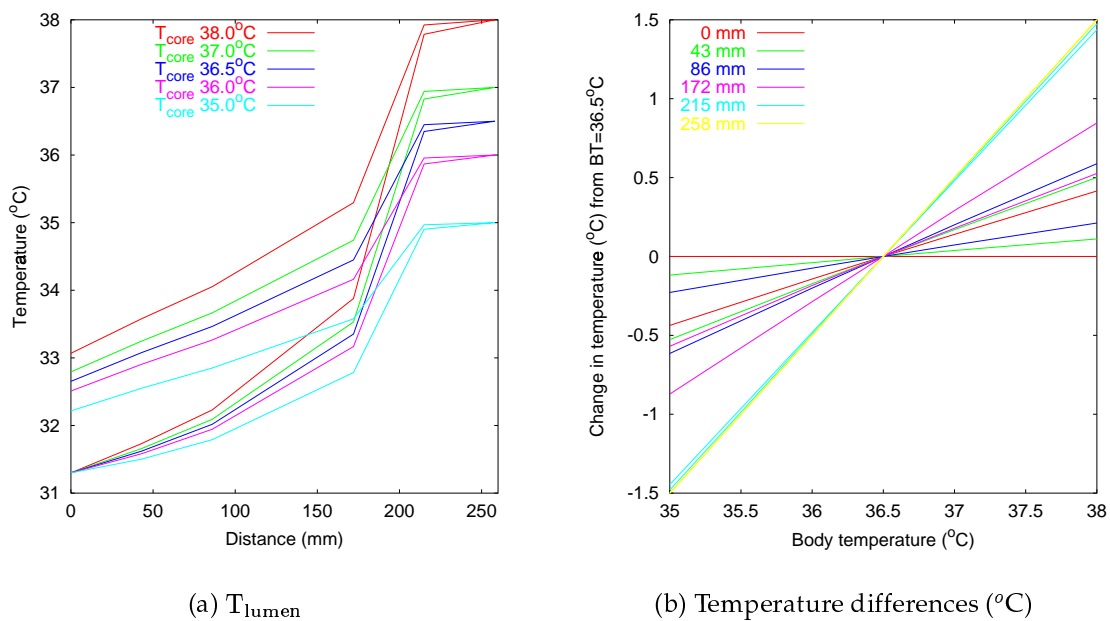 38
37
36
35
34
33
32
31
0
50
100
150
200
250
Temperature (°C)
Distance (mm)
T_core 38.0°C
T_core 37.0°C
T_core 36.5°C
T_core 36.0°C
T_core 35.0°C
(a) T_lumen
1.5
1
0.5
0
-0.5
-1
-1.5
35
35.5
36
36.5
37
37.5
38
Change in temperature (°C) from BT=36.5°C
Body temperature (°C)
0 mm
43 mm
86 mm
172 mm
215 mm
258 mm
(b) Temperature differences (°C)